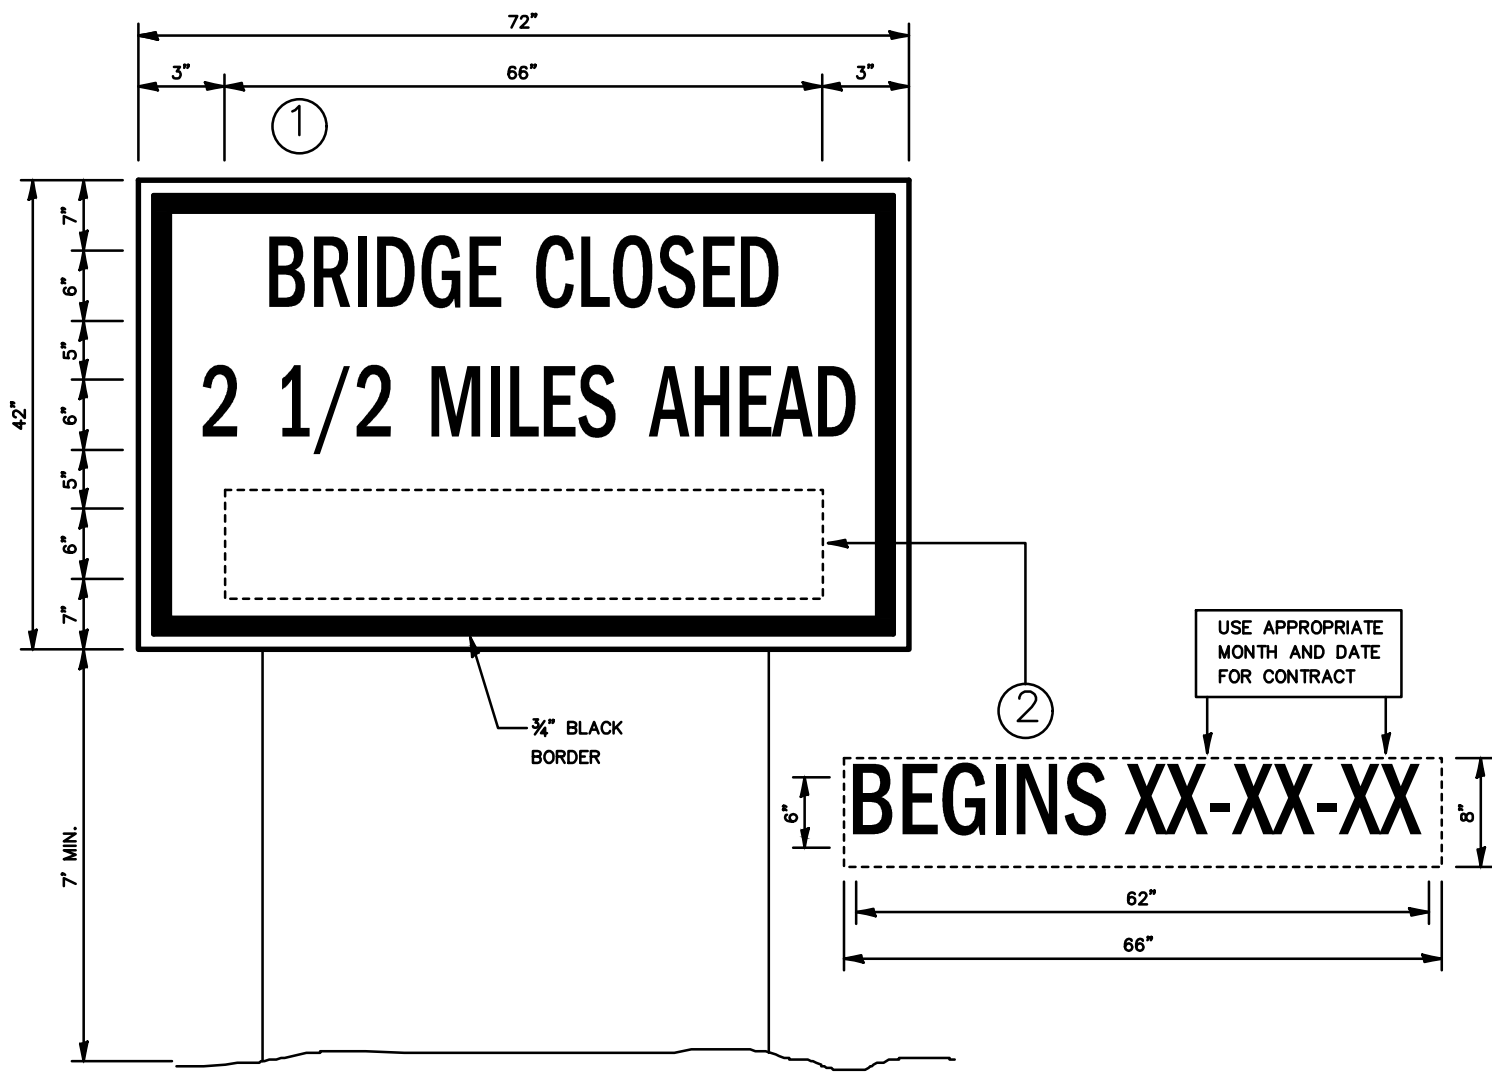 72"
3" 66" 3"
1
7"
6"
5"
6"
5"
6"
7"
42"
BRIDGE CLOSED
2 1/2 MILES AHEAD
3/4" BLACK
BORDER
7' MIN.
2
USE APPROPRIATE
MONTH AND DATE
FOR CONTRACT
6"
BEGINS XX-XX-XX
8"
62"
66"